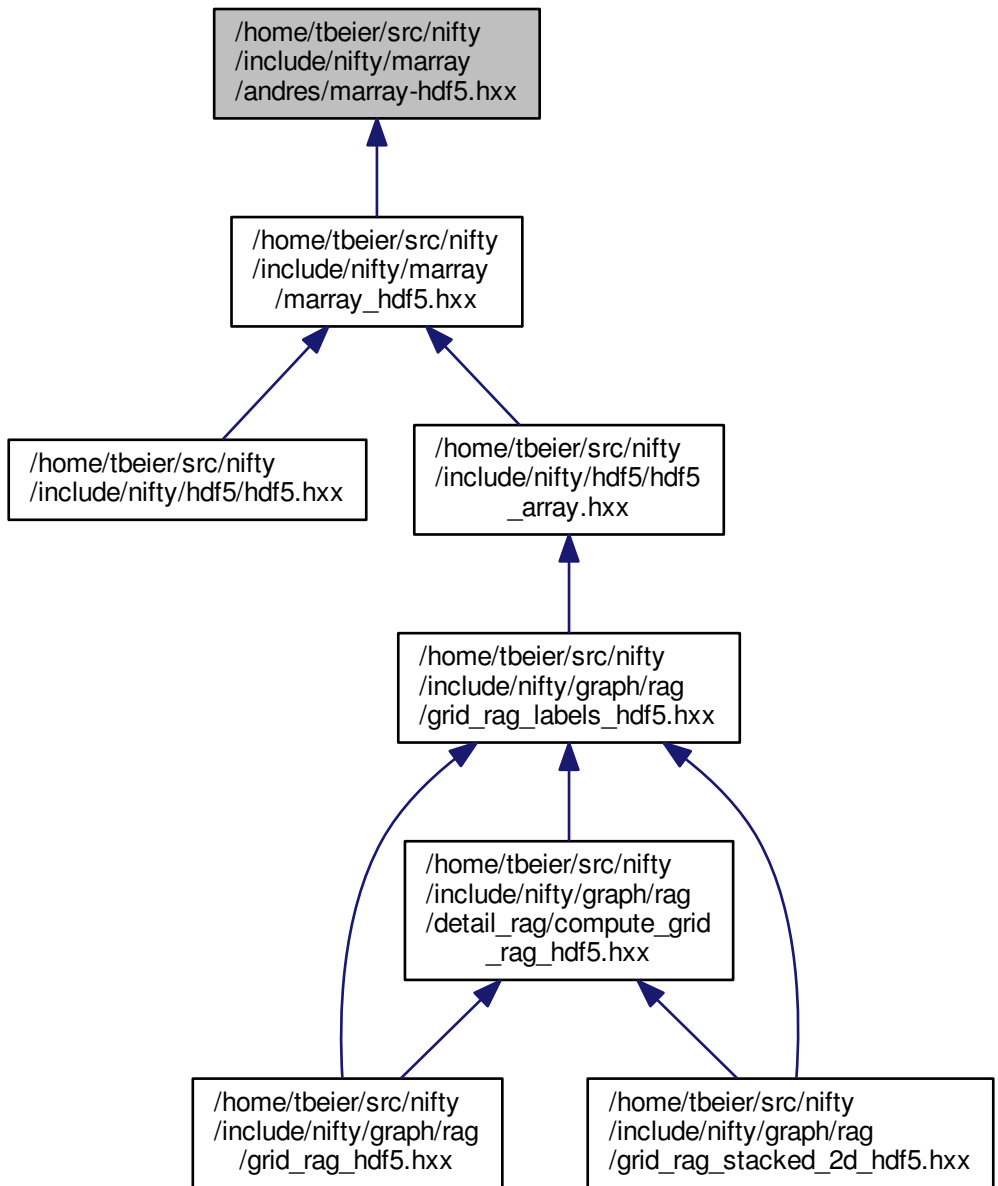 /home/tbeier/src/nifty
/include/nifty/marray
/andres/marray-hdf5.hxx
/home/tbeier/src/nifty
/include/nifty/marray
/marray_hdf5.hxx
/home/tbeier/src/nifty
/include/nifty/hdf5/hdf5.hxx
/home/tbeier/src/nifty
/include/nifty/hdf5/hdf5
_array.hxx
/home/tbeier/src/nifty
/include/nifty/graph/rag
/grid_rag_labels_hdf5.hxx
/home/tbeier/src/nifty
/include/nifty/graph/rag
/detail_rag/compute_grid
_rag_hdf5.hxx
/home/tbeier/src/nifty
/include/nifty/graph/rag
/grid_rag_hdf5.hxx
/home/tbeier/src/nifty
/include/nifty/graph/rag
/grid_rag_stacked_2d_hdf5.hxx